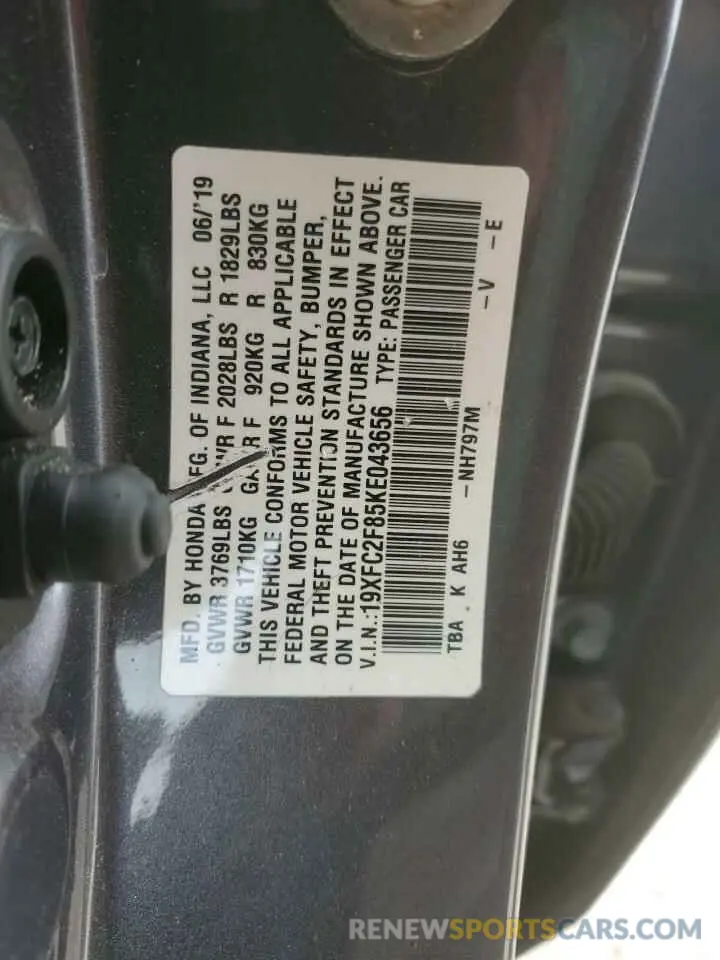 MFD. BY HONDA MFG. OF INDIANA, LLC 06/'19
GVWR 3769LBS GAWR F 2028LBS R 1829LBS
GVWR 1710KG GAWR F 920KG R 830KG
THIS VEHICLE CONFORMS TO ALL APPLICABLE
FEDERAL MOTOR VEHICLE SAFETY, BUMPER,
AND THEFT PREVENTION STANDARDS IN EFFECT
ON THE DATE OF MANUFACTURE SHOWN ABOVE.
V.I.N.:19XFC2F85KE043656 TYPE: PASSENGER CAR
TBA . K AH6 -NH797M -V -E
RENEWSPORTSCARS.COM